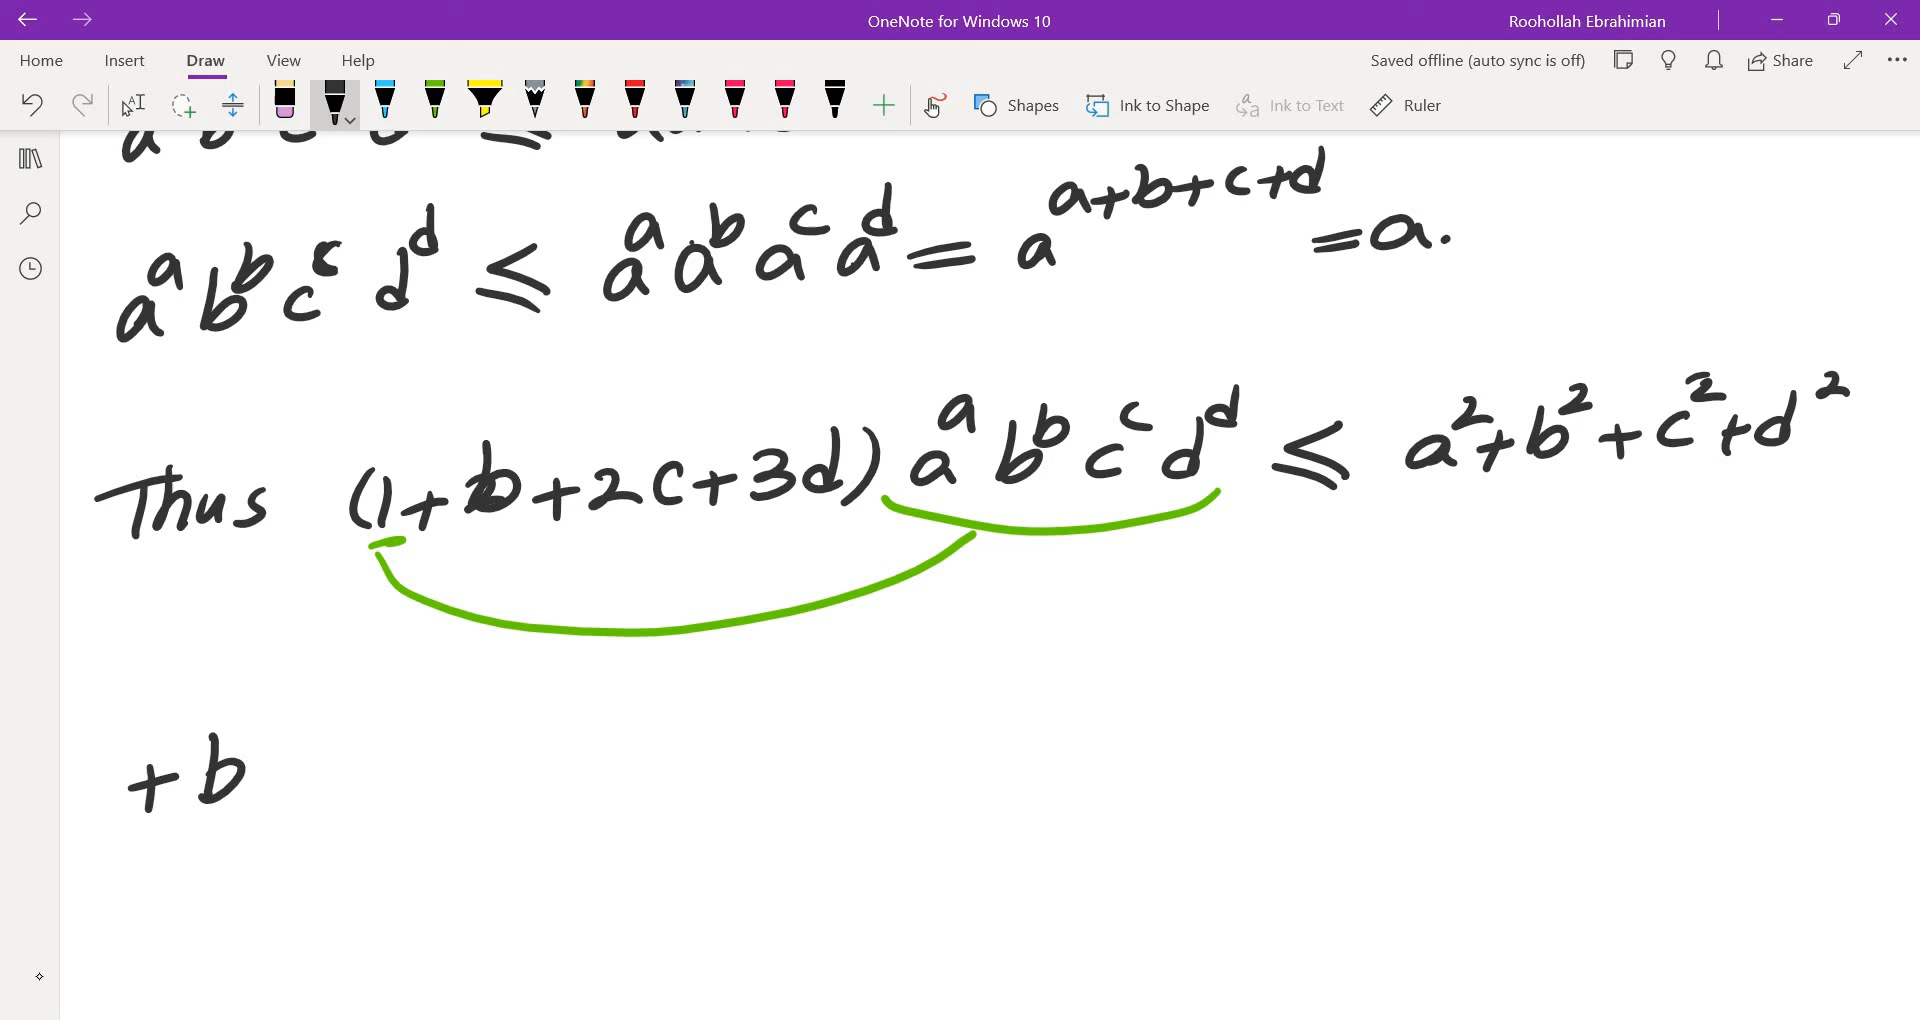 OneNote for Windows 10 Roohollah Ebrahimian
Home Insert Draw View Help Saved offline (auto sync is off) Share
Shapes Ink to Shape Ink to Text Ruler
a^a b^b c^c d^d ≤ a^a a^b a^c a^d = a^{a+b+c+d} = a.
Thus (1+b+2c+3d) a^a b^b c^c d^d ≤ a^2+b^2+c^2+d^2
+b